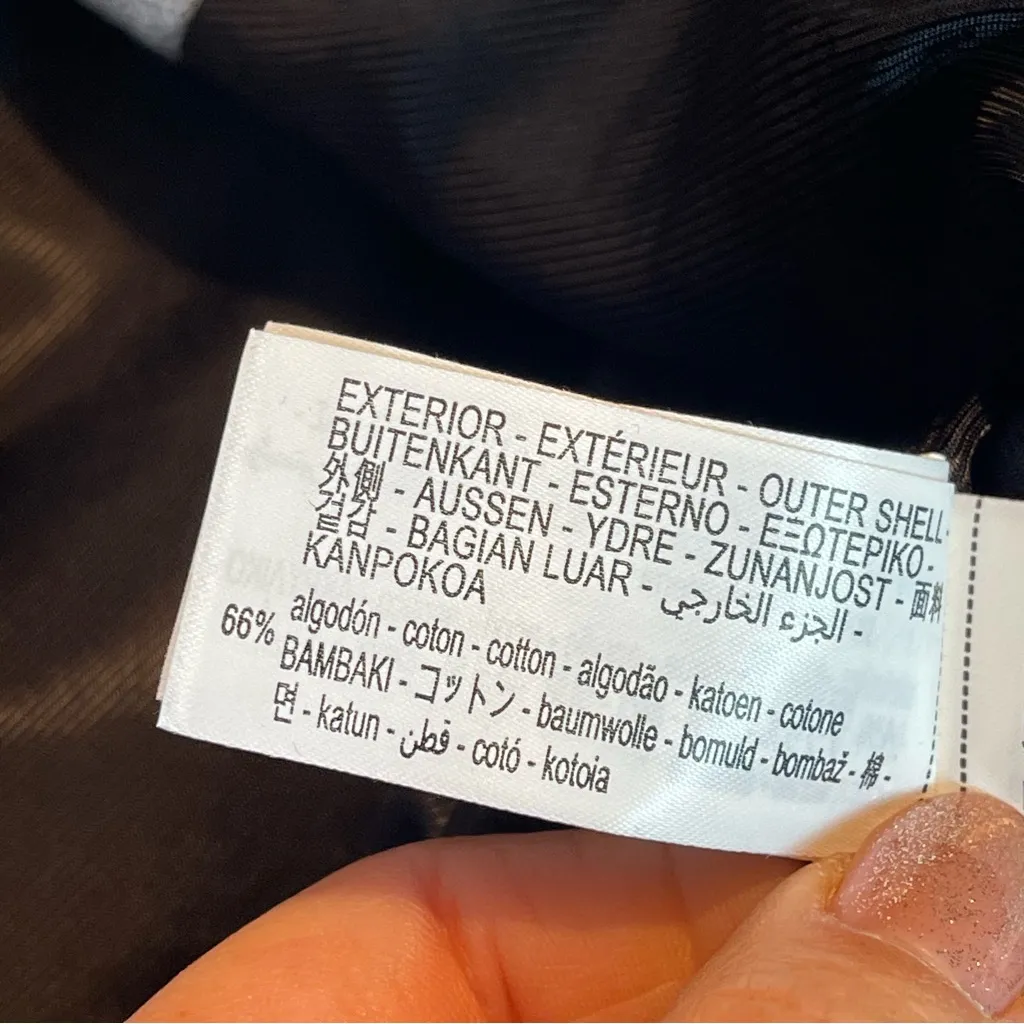 EXTERIOR - EXTÉRIEUR - OUTER SHELL -
BUITENKANT - ESTERNO - ΕΞΩΤΕΡΙΚΟ -
外側 - AUSSEN - YDRE - ZUNANJOST - 面料
겉감 - BAGIAN LUAR - الجزء الخارجي -
KANPOKOA
66% algodón - coton - cotton - algodão - katoen - cotone
BAMBAKI - コットン - baumwolle - bomuld - bombaž - 棉 -
면 - katun - قطن - cotó - kotoia